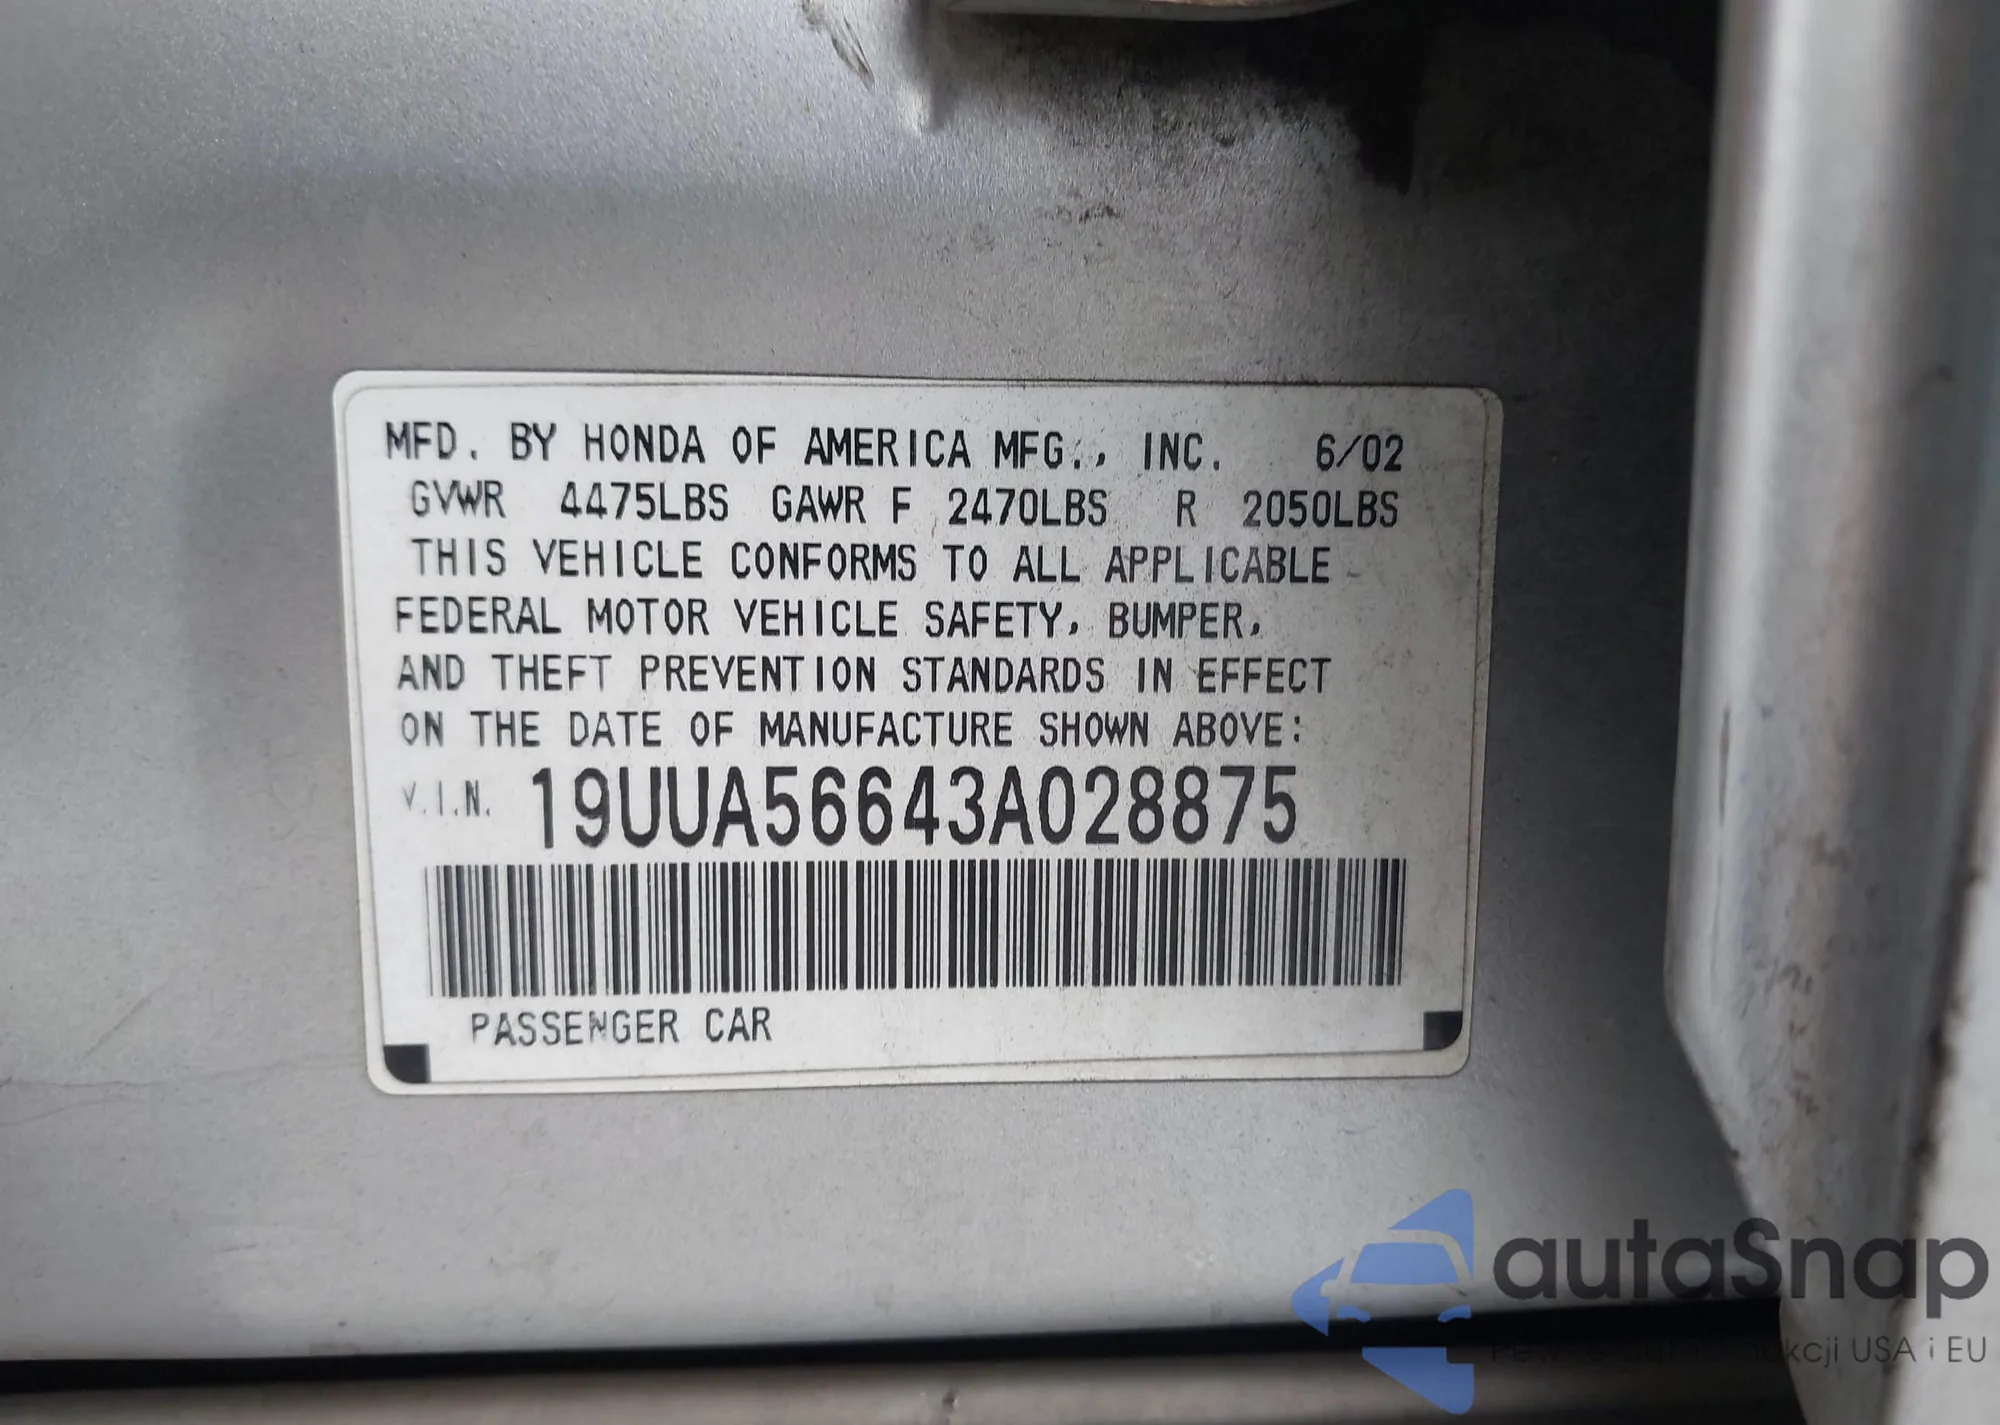 MFD. BY HONDA OF AMERICA MFG., INC. 6/02
GVWR 4475LBS GAWR F 2470LBS R 2050LBS
THIS VEHICLE CONFORMS TO ALL APPLICABLE
FEDERAL MOTOR VEHICLE SAFETY, BUMPER,
AND THEFT PREVENTION STANDARDS IN EFFECT
ON THE DATE OF MANUFACTURE SHOWN ABOVE:
V.I.N. 19UUA56643A028875
PASSENGER CAR
autaSnap
USA i EU